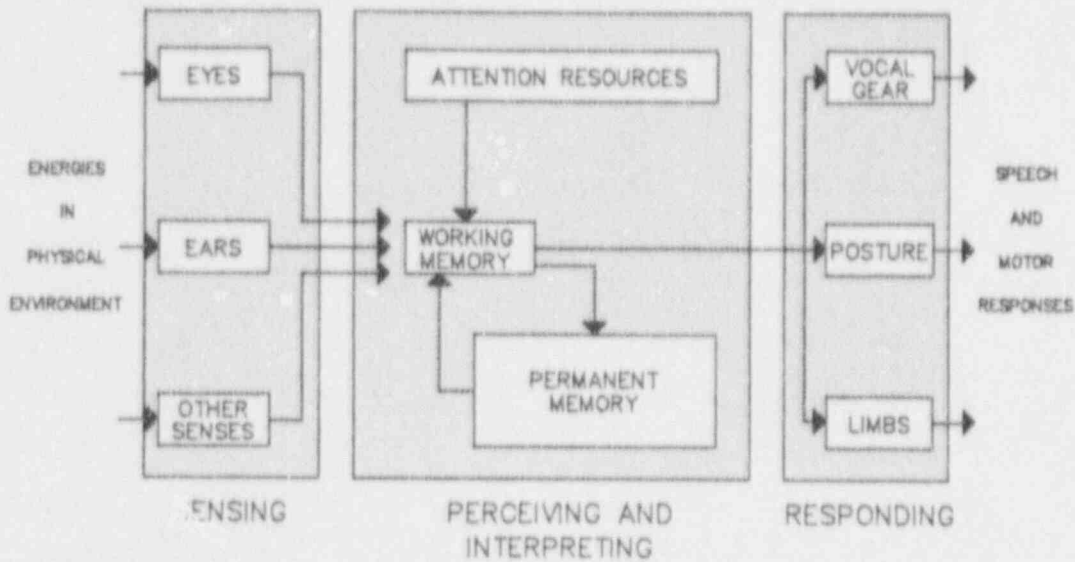 ENERGIES
IN
PHYSICAL
ENVIRONMENT
EYES
EARS
OTHER
SENSES
.ENSING
ATTENTION RESOURCES
WORKING
MEMORY
PERMANENT
MEMORY
PERCEIVING AND
INTERPRETING
VOCAL
GEAR
POSTURE
LIMBS
RESPONDING
SPEECH
AND
MOTOR
RESPONSES